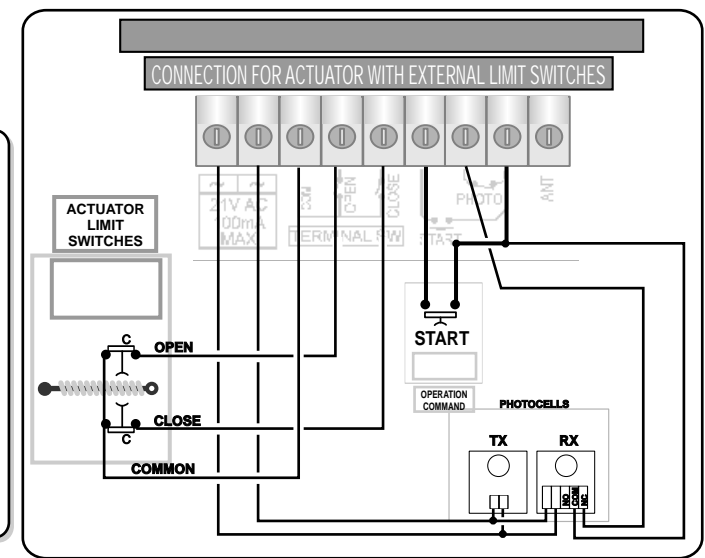 CONNECTION FOR ACTUATOR WITH EXTERNAL LIMIT SWITCHES
~ ~
21V AC
100mA
MAX
COM
OPEN
CLOSE
TERMINAL SW
PHOTO
START
ANT
ACTUATOR
LIMIT
SWITCHES
C
OPEN
CLOSE
C
COMMON
START
OPERATION
COMMAND
PHOTOCELLS
TX
RX
NO
COM
NC